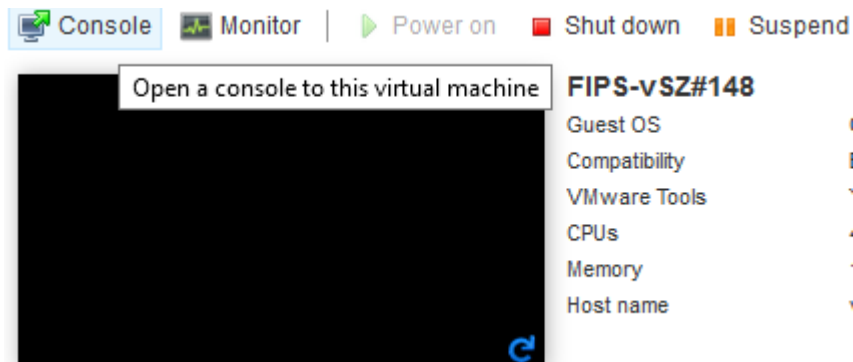 Console Monitor Power on Shut down Suspend
Open a console to this virtual machine
FIPS-vSZ#148
Guest OS
Compatibility
VMware Tools
CPUs
Memory
Host name